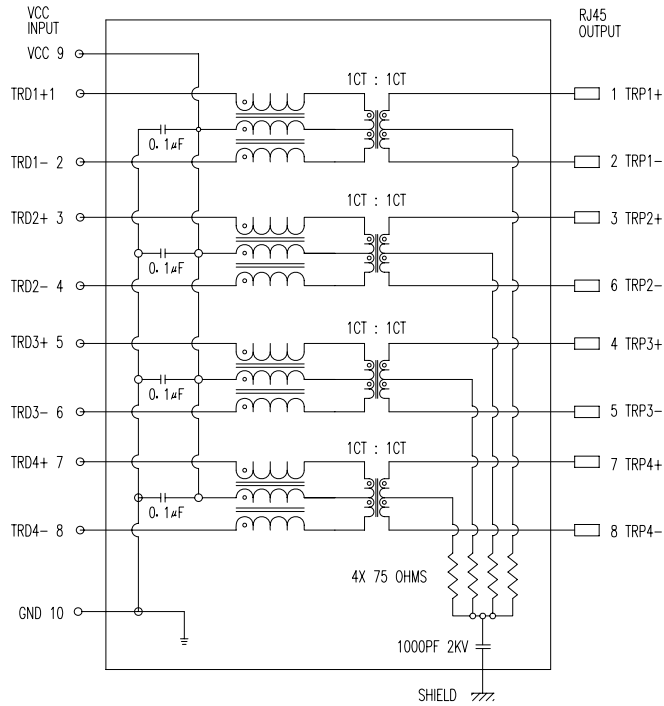 VCC
INPUT
RJ45
OUTPUT
VCC 9
1CT : 1CT
TRD1+1
1 TRP1+
0.1µF
TRD1- 2
2 TRP1-
1CT : 1CT
TRD2+ 3
3 TRP2+
0.1µF
TRD2- 4
6 TRP2-
1CT : 1CT
TRD3+ 5
4 TRP3+
0.1µF
TRD3- 6
5 TRP3-
1CT : 1CT
TRD4+ 7
7 TRP4+
0.1µF
TRD4- 8
8 TRP4-
4X 75 OHMS
GND 10
1000PF 2KV
SHIELD